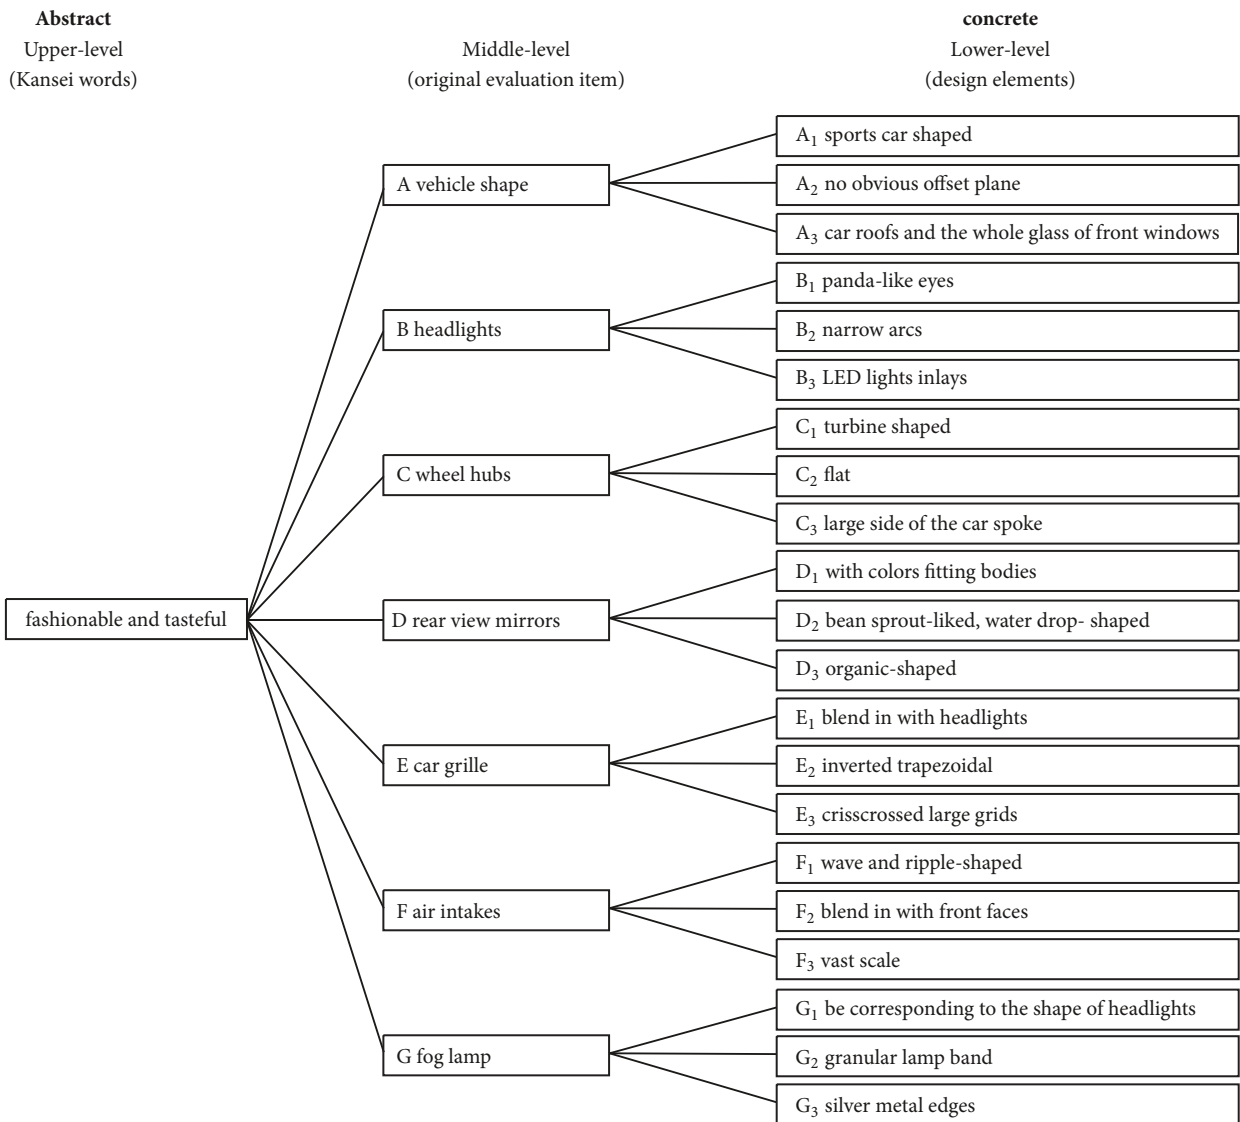 Abstract
Upper-level
(Kansei words)
Middle-level
(original evaluation item)
concrete
Lower-level
(design elements)
fashionable and tasteful
A vehicle shape
A₁ sports car shaped
A₂ no obvious offset plane
A₃ car roofs and the whole glass of front windows
B headlights
B₁ panda-like eyes
B₂ narrow arcs
B₃ LED lights inlays
C wheel hubs
C₁ turbine shaped
C₂ flat
C₃ large side of the car spoke
D rear view mirrors
D₁ with colors fitting bodies
D₂ bean sprout-liked, water drop- shaped
D₃ organic-shaped
E car grille
E₁ blend in with headlights
E₂ inverted trapezoidal
E₃ crisscrossed large grids
F air intakes
F₁ wave and ripple-shaped
F₂ blend in with front faces
F₃ vast scale
G fog lamp
G₁ be corresponding to the shape of headlights
G₂ granular lamp band
G₃ silver metal edges